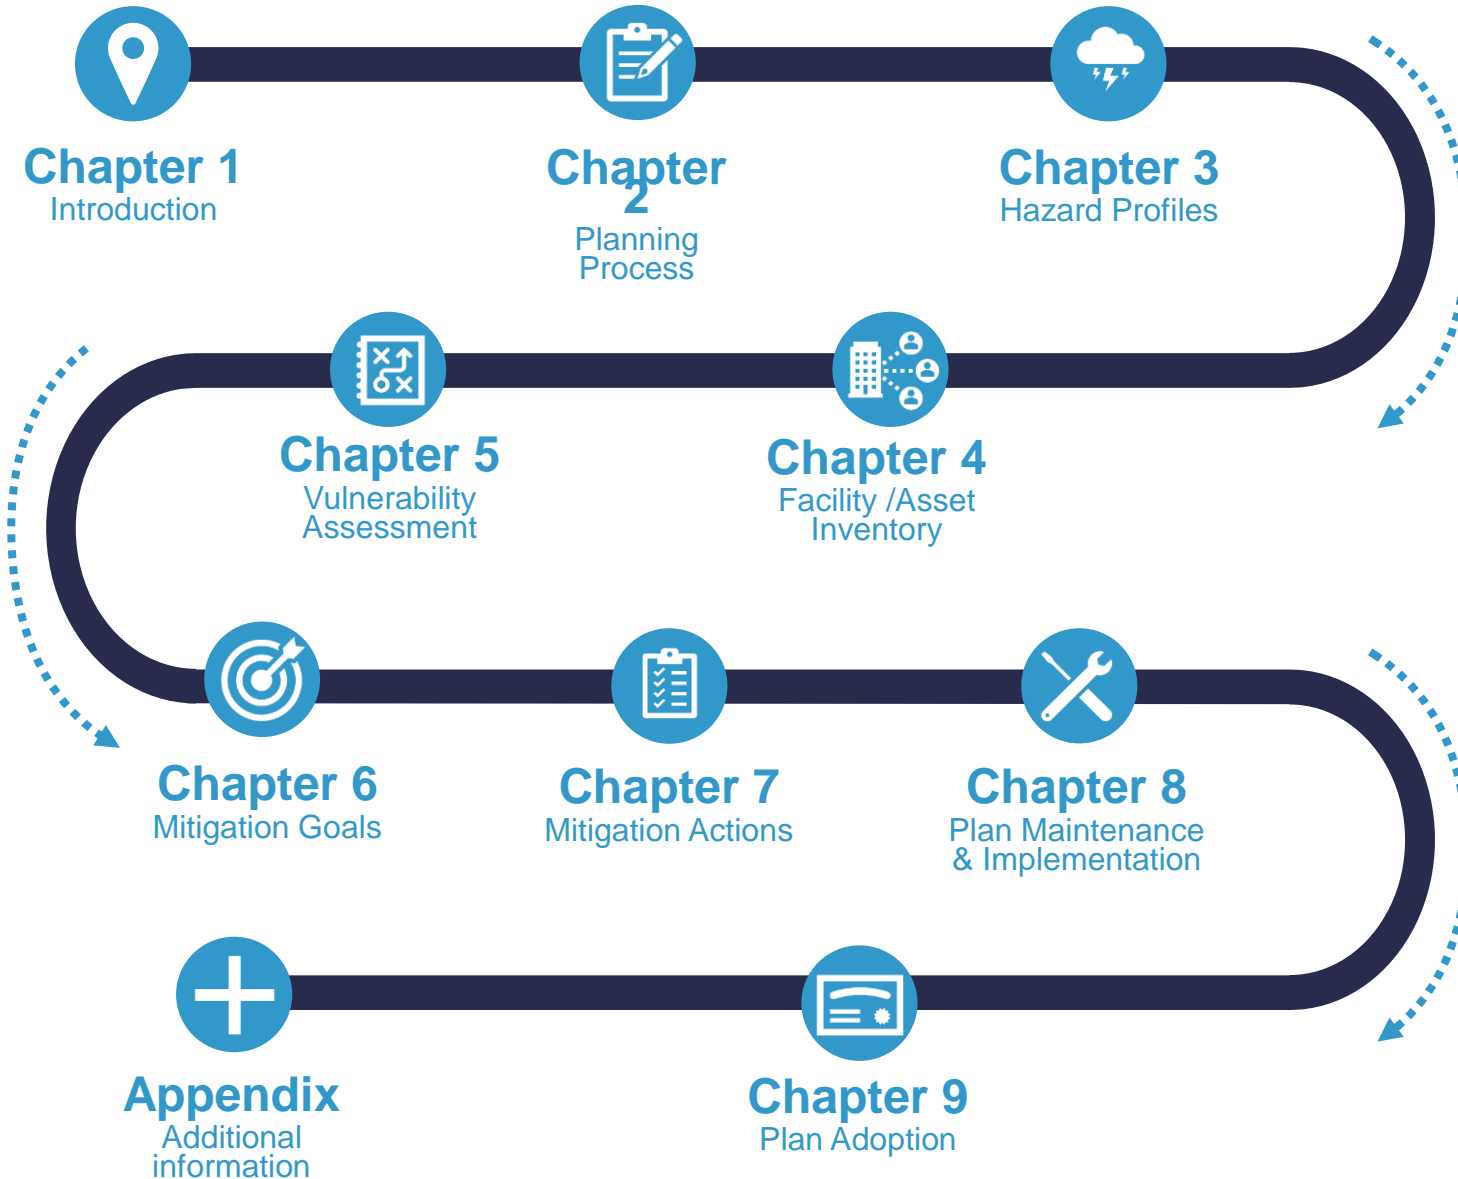 Chapter 1
Introduction
Chapter
2
Planning
Process
Chapter 3
Hazard Profiles
Chapter 4
Facility /Asset
Inventory
Chapter 5
Vulnerability
Assessment
Chapter 6
Mitigation Goals
Chapter 7
Mitigation Actions
Chapter 8
Plan Maintenance
& Implementation
Chapter 9
Plan Adoption
Appendix
Additional
information